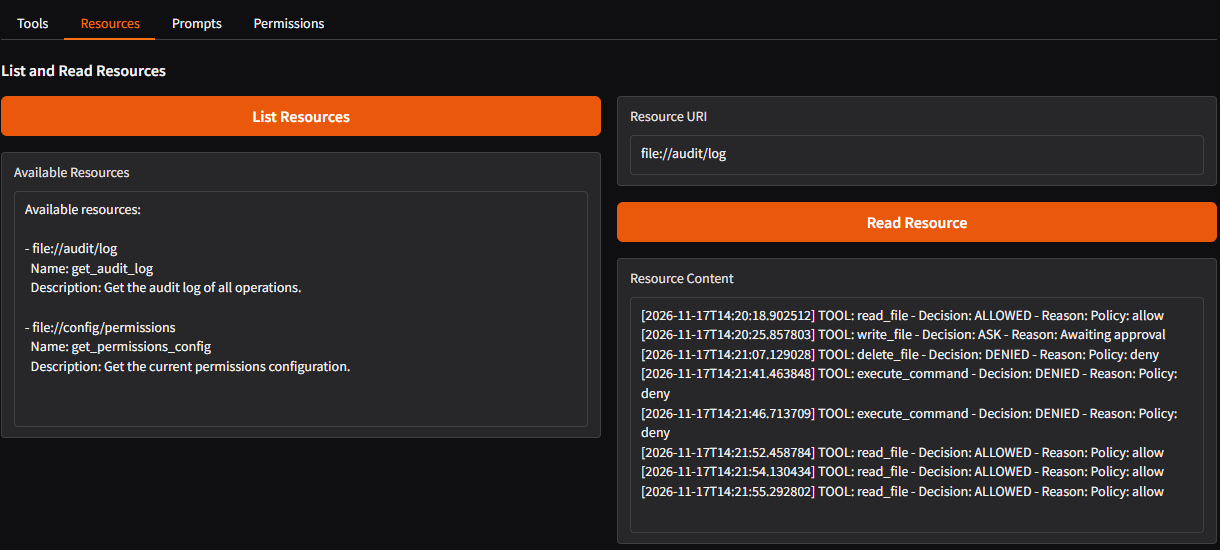 Tools
Resources
Prompts
Permissions
List and Read Resources
List Resources
Available Resources
Available resources:
- file://audit/log
Name: get_audit_log
Description: Get the audit log of all operations.
- file://config/permissions
Name: get_permissions_config
Description: Get the current permissions configuration.
Resource URI
file://audit/log
Read Resource
Resource Content
[2026-11-17T14:20:18.902512] TOOL: read_file - Decision: ALLOWED - Reason: Policy: allow
[2026-11-17T14:20:25.857803] TOOL: write_file - Decision: ASK - Reason: Awaiting approval
[2026-11-17T14:21:07.129028] TOOL: delete_file - Decision: DENIED - Reason: Policy: deny
[2026-11-17T14:21:41.463848] TOOL: execute_command - Decision: DENIED - Reason: Policy:
deny
[2026-11-17T14:21:46.713709] TOOL: execute_command - Decision: DENIED - Reason: Policy:
deny
[2026-11-17T14:21:52.458784] TOOL: read_file - Decision: ALLOWED - Reason: Policy: allow
[2026-11-17T14:21:54.130434] TOOL: read_file - Decision: ALLOWED - Reason: Policy: allow
[2026-11-17T14:21:55.292802] TOOL: read_file - Decision: ALLOWED - Reason: Policy: allow